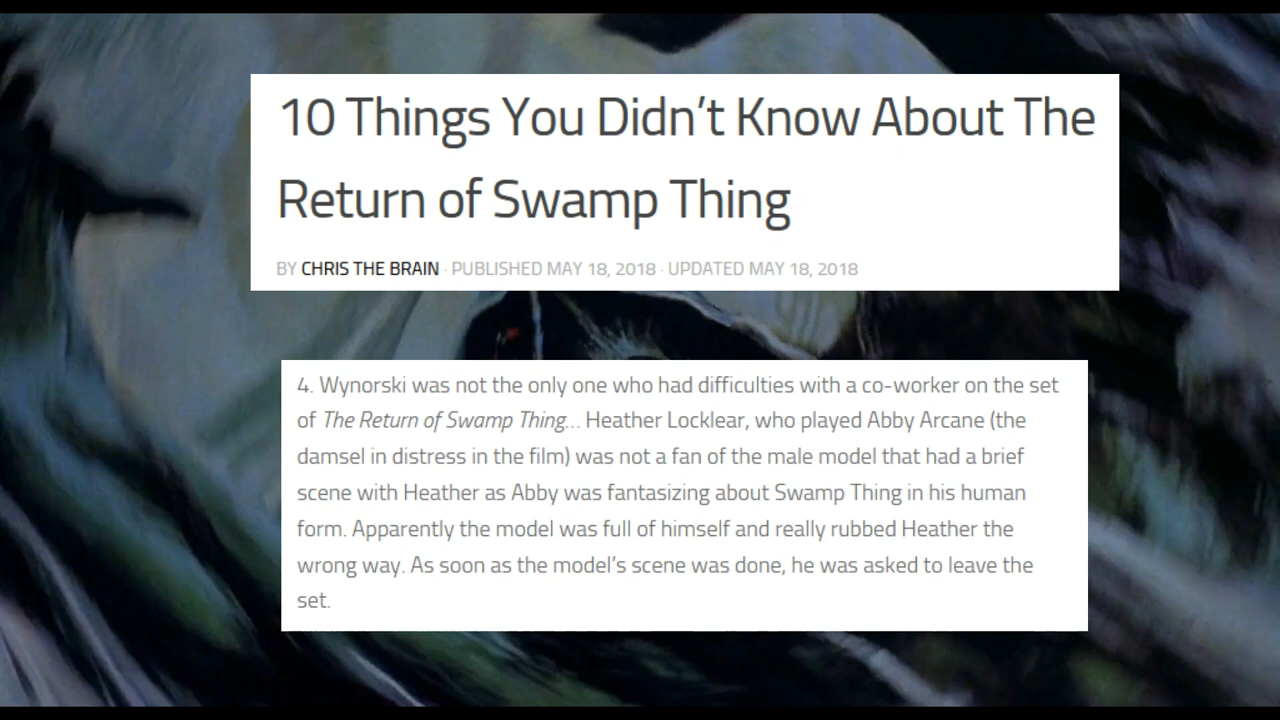 10 Things You Didn’t Know About The
Return of Swamp Thing
BY CHRIS THE BRAIN · PUBLISHED MAY 18, 2018 · UPDATED MAY 18, 2018
4. Wynorski was not the only one who had difficulties with a co-worker on the set
of The Return of Swamp Thing… Heather Locklear, who played Abby Arcane (the
damsel in distress in the film) was not a fan of the male model that had a brief
scene with Heather as Abby was fantasizing about Swamp Thing in his human
form. Apparently the model was full of himself and really rubbed Heather the
wrong way. As soon as the model’s scene was done, he was asked to leave the
set.